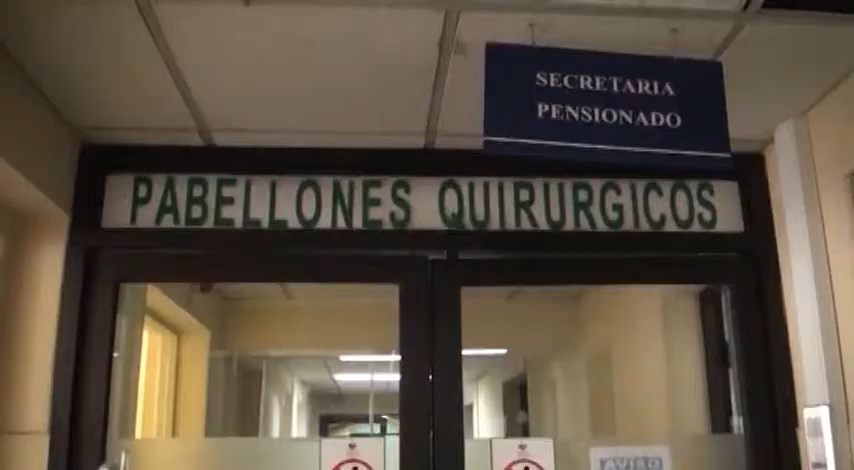 SECRETARIA
PENSIONADO
PABELLONES QUIRURGICOS
AVISO